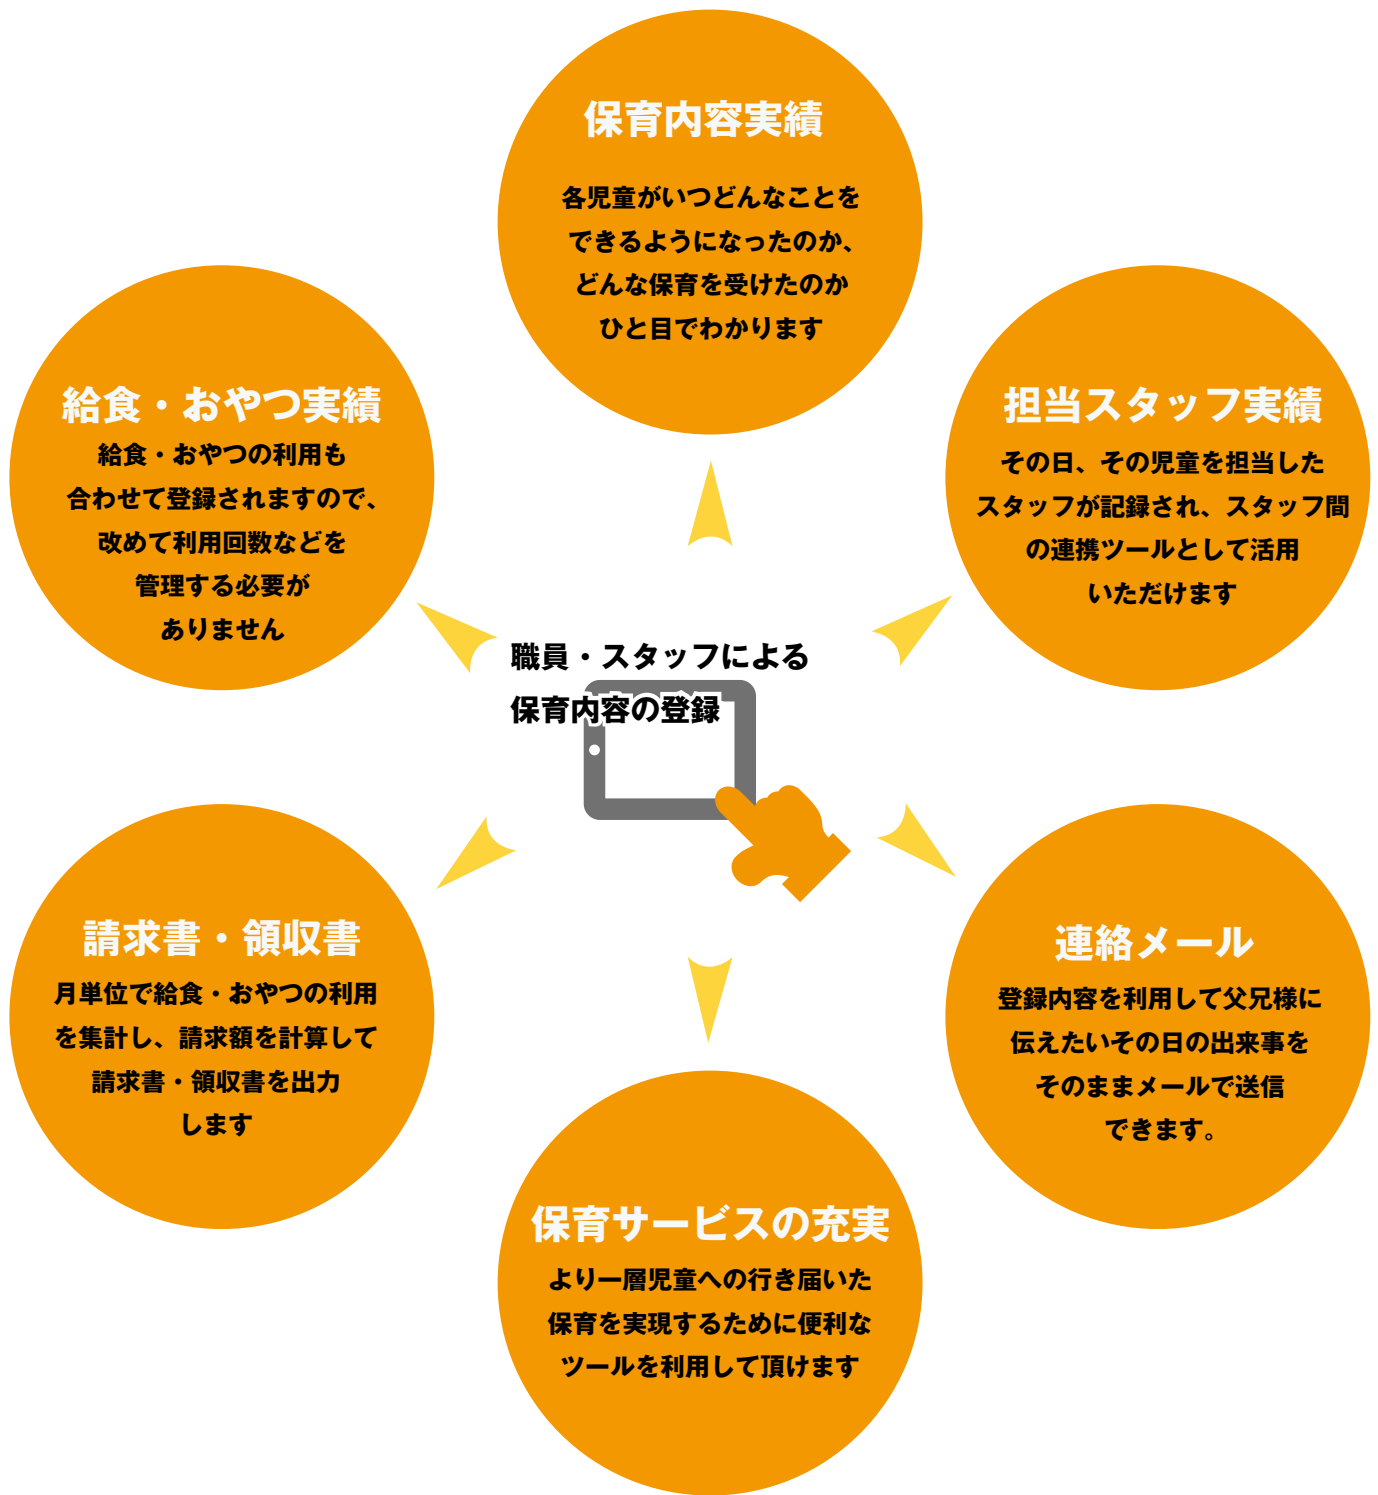 保育内容実績
各児童がいつどんなことを
できるようになったのか、
どんな保育を受けたのか
ひと目でわかります
給食・おやつ実績
給食・おやつの利用も
合わせて登録されますので、
改めて利用回数などを
管理する必要が
ありません
担当スタッフ実績
その日、その児童を担当した
スタッフが記録され、スタッフ間
の連携ツールとして活用
いただけます
職員・スタッフによる
保育内容の登録
請求書・領収書
月単位で給食・おやつの利用
を集計し、請求額を計算して
請求書・領収書を出力
します
連絡メール
登録内容を利用して父兄様に
伝えたいその日の出来事を
そのままメールで送信
できます。
保育サービスの充実
より一層児童への行き届いた
保育を実現するために便利な
ツールを利用して頂けます